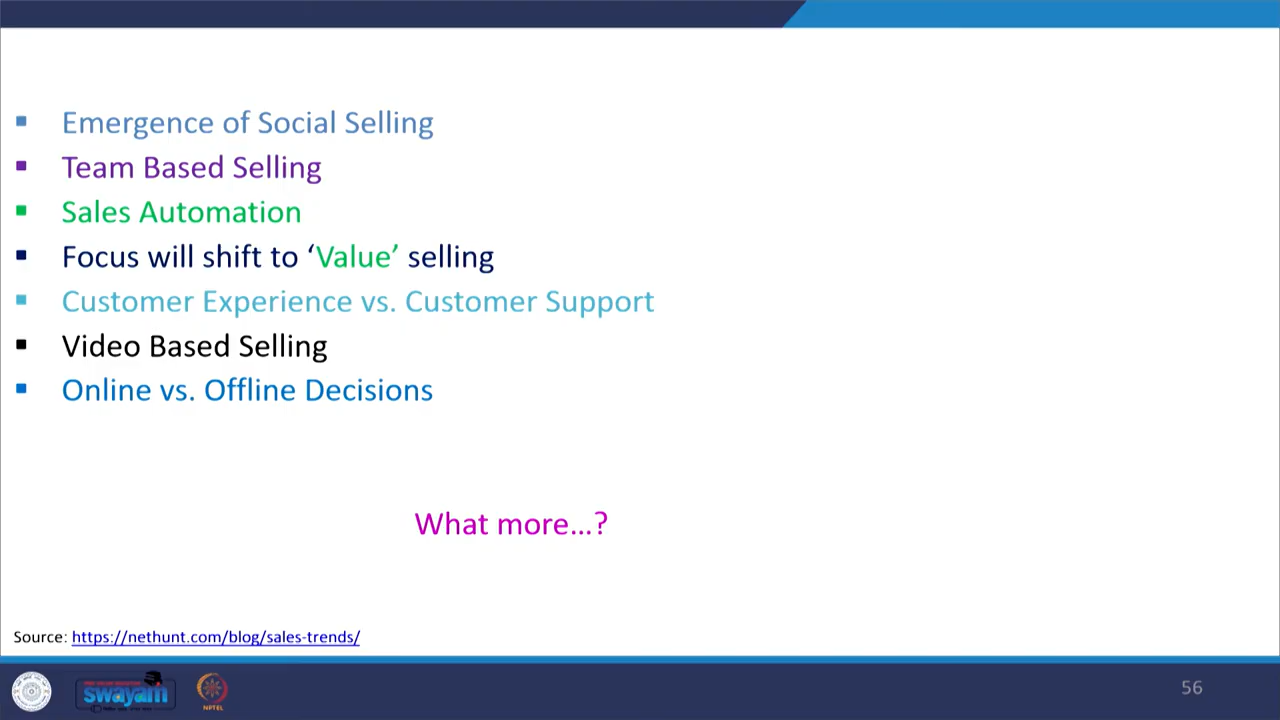 Emergence of Social Selling
Team Based Selling
Sales Automation
Focus will shift to ‘Value’ selling
Customer Experience vs. Customer Support
Video Based Selling
Online vs. Offline Decisions
What more...?
Source: https://nethunt.com/blog/sales-trends/
swayam
NPTEL
56